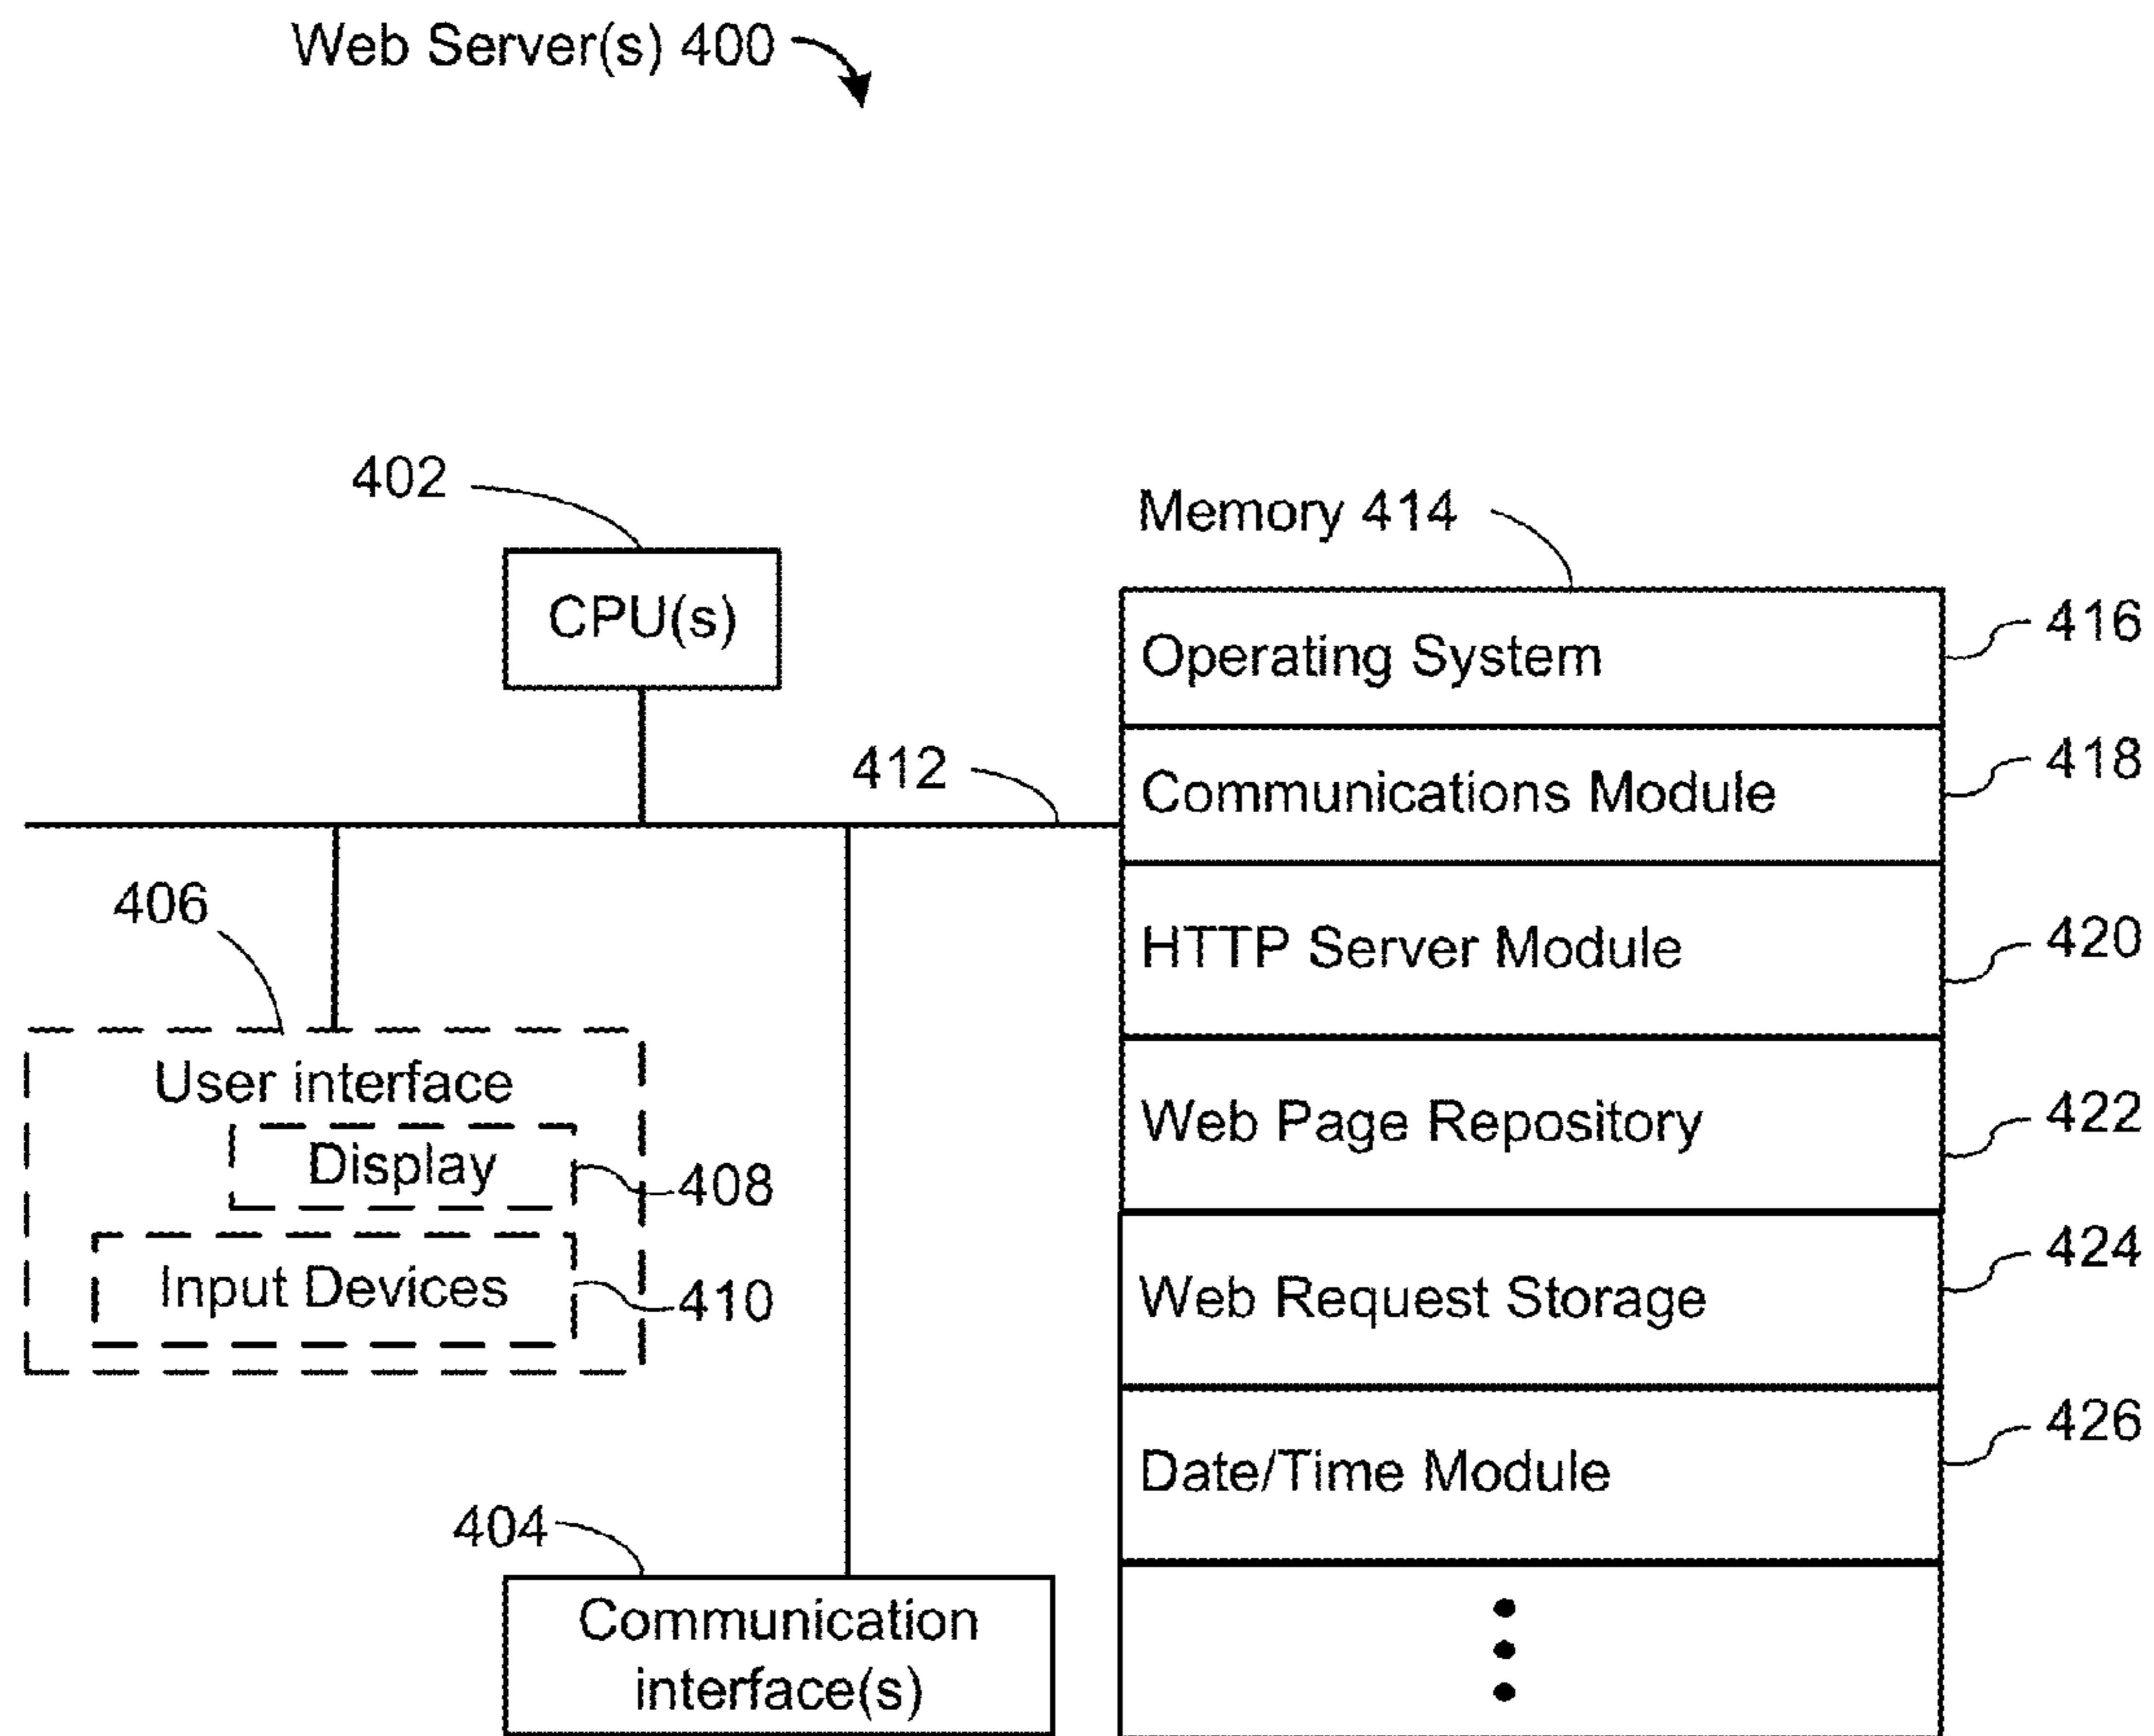 Web Server(s) 400
402
CPU(s)
412
406
User interface
Display
408
Input Devices
410
404
Communication
interface(s)
Memory 414
Operating System
416
Communications Module
418
HTTP Server Module
420
Web Page Repository
422
Web Request Storage
424
Date/Time Module
426